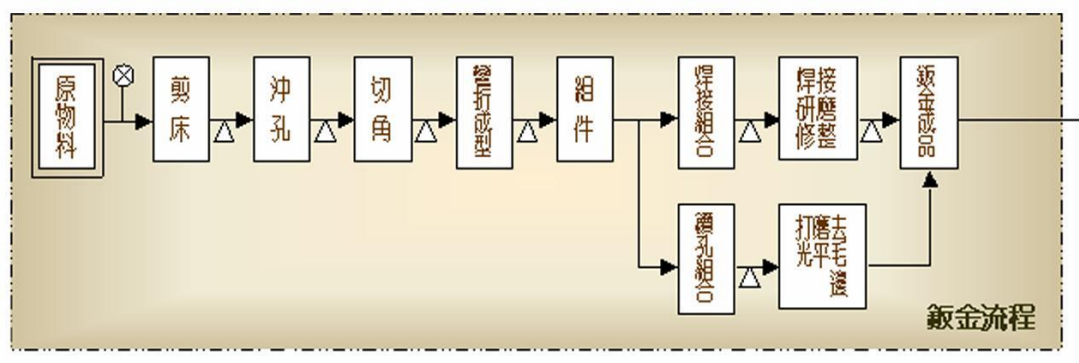 原物料
剪床
沖孔
切角
彎折成型
組件
焊接組合
焊接
研磨
修整
鈑金成品
鑽孔組合
打光
磨平
去毛邊
鈑金流程